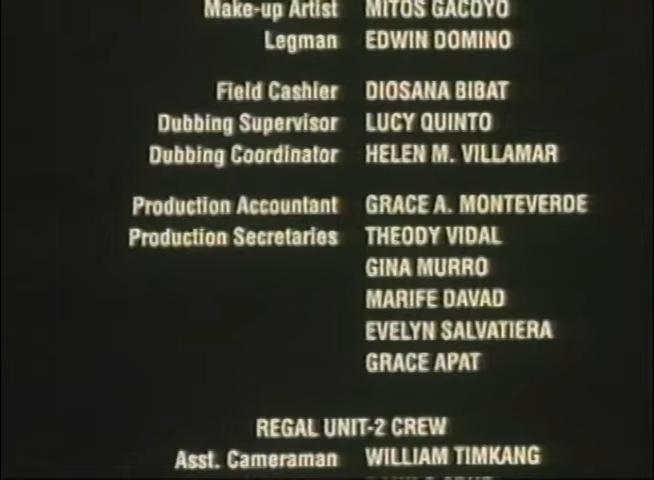 Make-up Artist MITOS GACOYO
Legman EDWIN DOMINO
Field Cashier DIOSANA BIBAT
Dubbing Supervisor LUCY QUINTO
Dubbing Coordinator HELEN M. VILLAMAR
Production Accountant GRACE A. MONTEVERDE
Production Secretaries THEODY VIDAL
GINA MURRO
MARIFE DAVAD
EVELYN SALVATIERA
GRACE APAT
REGAL UNIT-2 CREW
Asst. Cameraman WILLIAM TIMKANG